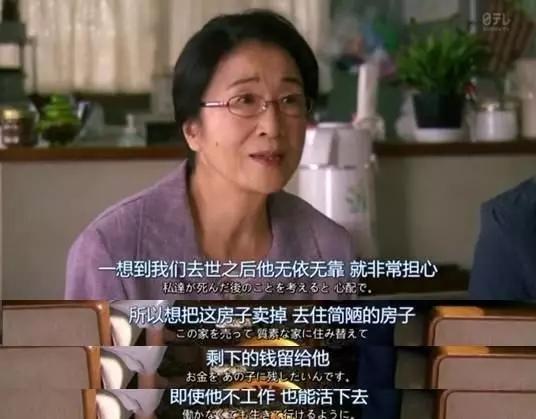 日テレ
一想到我们去世之后他无依无靠 就非常担心
私達が死んだ後のことを考えると 心配で。
所以想把这房子卖掉 去住简陋的房子
この家を売って 質素な家に住み替えて
剩下的钱留给他
お金を あの子に残したいんです。
即使他不工作 也能活下去
働かなくても生きて行けるように。